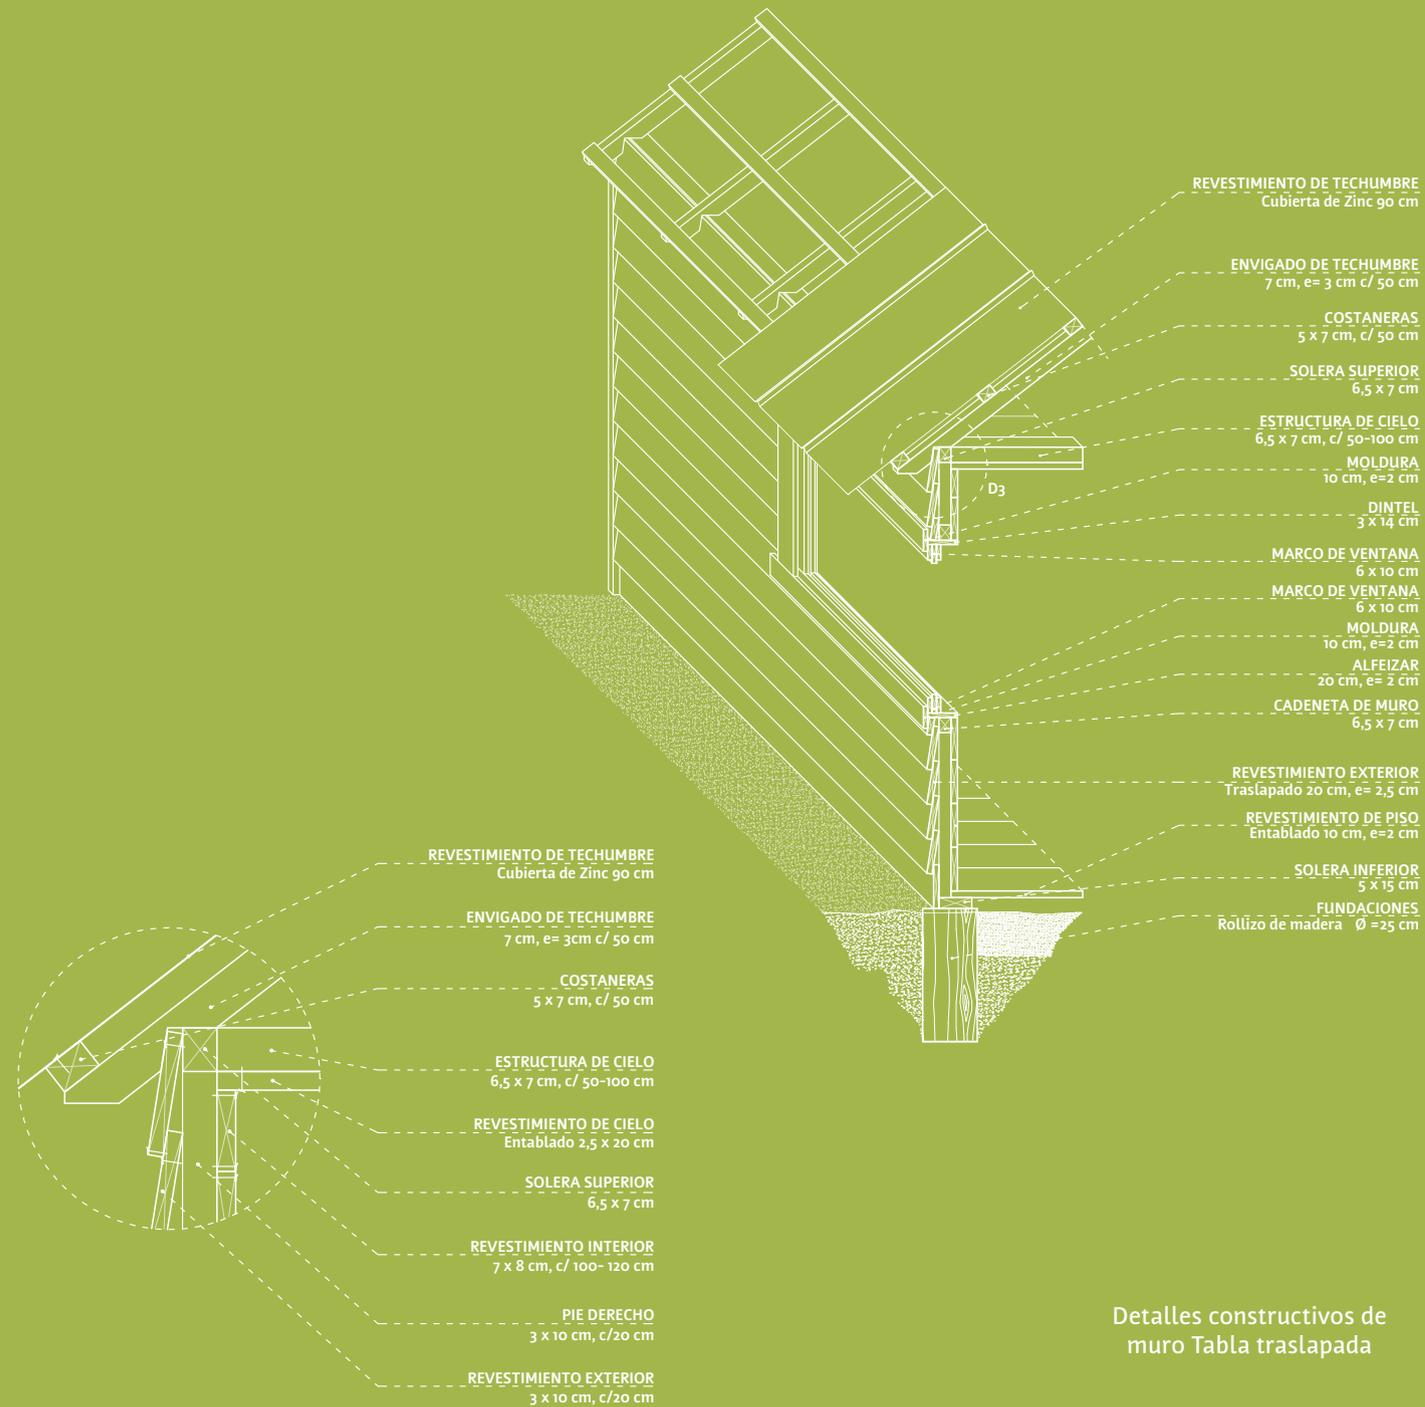 REVESTIMIENTO DE TECHUMBRE
Cubierta de Zinc 90 cm
ENVIGADO DE TECHUMBRE
7 cm, e= 3 cm c/ 50 cm
COSTANERAS
5 x 7 cm, c/ 50 cm
SOLERA SUPERIOR
6,5 x 7 cm
ESTRUCTURA DE CIELO
6,5 x 7 cm, c/ 50-100 cm
MOLDURA
10 cm, e=2 cm
DINTEL
3 x 14 cm
MARCO DE VENTANA
6 x 10 cm
MARCO DE VENTANA
6 x 10 cm
MOLDURA
10 cm, e=2 cm
ALFEIZAR
20 cm, e= 2 cm
CADENETA DE MURO
6,5 x 7 cm
REVESTIMIENTO EXTERIOR
Traslapado 20 cm, e= 2,5 cm
REVESTIMIENTO DE PISO
Entablado 10 cm, e=2 cm
SOLERA INFERIOR
5 x 15 cm
FUNDACIONES
Rollizo de madera Ø =25 cm
D3
REVESTIMIENTO DE TECHUMBRE
Cubierta de Zinc 90 cm
ENVIGADO DE TECHUMBRE
7 cm, e= 3cm c/ 50 cm
COSTANERAS
5 x 7 cm, c/ 50 cm
ESTRUCTURA DE CIELO
6,5 x 7 cm, c/ 50-100 cm
REVESTIMIENTO DE CIELO
Entablado 2,5 x 20 cm
SOLERA SUPERIOR
6,5 x 7 cm
REVESTIMIENTO INTERIOR
7 x 8 cm, c/ 100- 120 cm
PIE DERECHO
3 x 10 cm, c/20 cm
REVESTIMIENTO EXTERIOR
3 x 10 cm, c/20 cm
Detalles constructivos de
muro Tabla traslapada